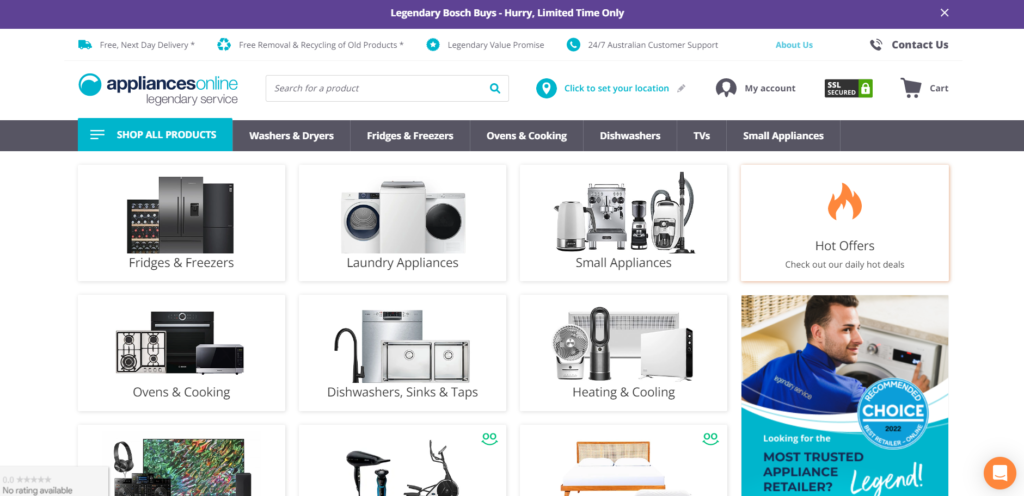 Legendary Bosch Buys - Hurry, Limited Time Only
Free, Next Day Delivery *
Free Removal & Recycling of Old Products *
Legendary Value Promise
24/7 Australian Customer Support
About Us
Contact Us
appliancesonline
legendary service
Search for a product
Click to set your location
My account
SSL
SECURED
Cart
SHOP ALL PRODUCTS
Washers & Dryers
Fridges & Freezers
Ovens & Cooking
Dishwashers
TVs
Small Appliances
Fridges & Freezers
Laundry Appliances
Small Appliances
Hot Offers
Check out our daily hot deals
Ovens & Cooking
Dishwashers, Sinks & Taps
Heating & Cooling
legendary service
RECOMMENDED
CHOICE
BEST RETAILER - ONLINE
2022
Looking for the
MOST TRUSTED
APPLIANCE
RETAILER?
Legend!
0.0
No rating available